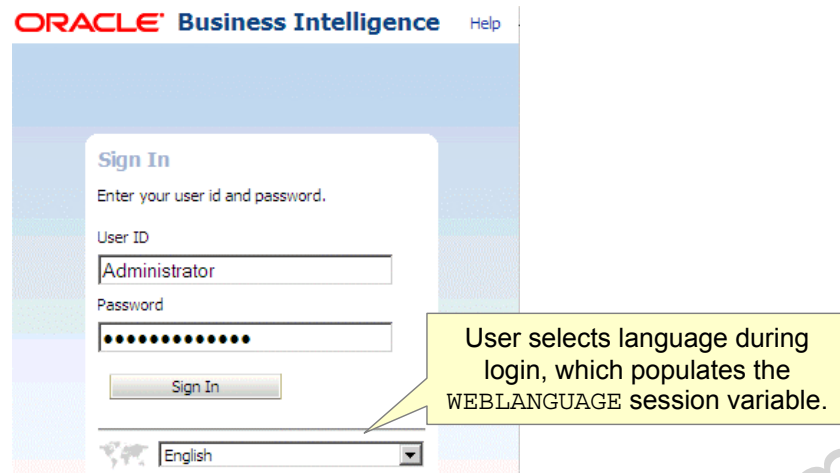 ORACLE Business Intelligence Help
Sign In
Enter your user id and password.
User ID
Administrator
Password
•••••••••••••
Sign In
English
User selects language during
login, which populates the
WEBLANGUAGE session variable.